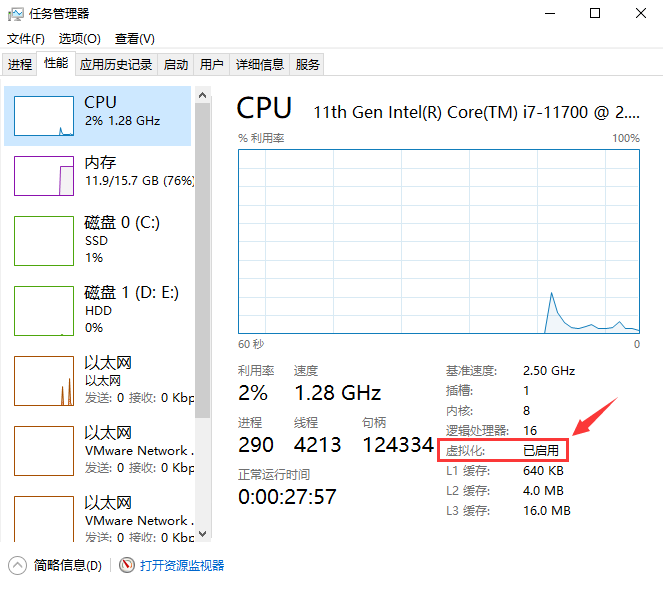 任务管理器
文件(F) 选项(O) 查看(V)
进程 性能 应用历史记录 启动 用户 详细信息 服务
CPU
2% 1.28 GHz
内存
11.9/15.7 GB (76%)
磁盘 0 (C:)
SSD
1%
磁盘 1 (D: E:)
HDD
0%
以太网
以太网
发送: 0 接收: 0 Kbp
以太网
VMware Network .
发送: 0 接收: 0 Kbp
以太网
VMware Network .
发送: 0 接收: 0 Kbp
CPU 11th Gen Intel(R) Core(TM) i7-11700 @ 2....
% 利用率 100%
60 秒 0
利用率 速度
2% 1.28 GHz
进程 线程 句柄
290 4213 124334
正常运行时间
0:00:27:57
基准速度: 2.50 GHz
插槽: 1
内核: 8
逻辑处理器: 16
虚拟化: 已启用
L1 缓存: 640 KB
L2 缓存: 4.0 MB
L3 缓存: 16.0 MB
简略信息(D) 打开资源监视器